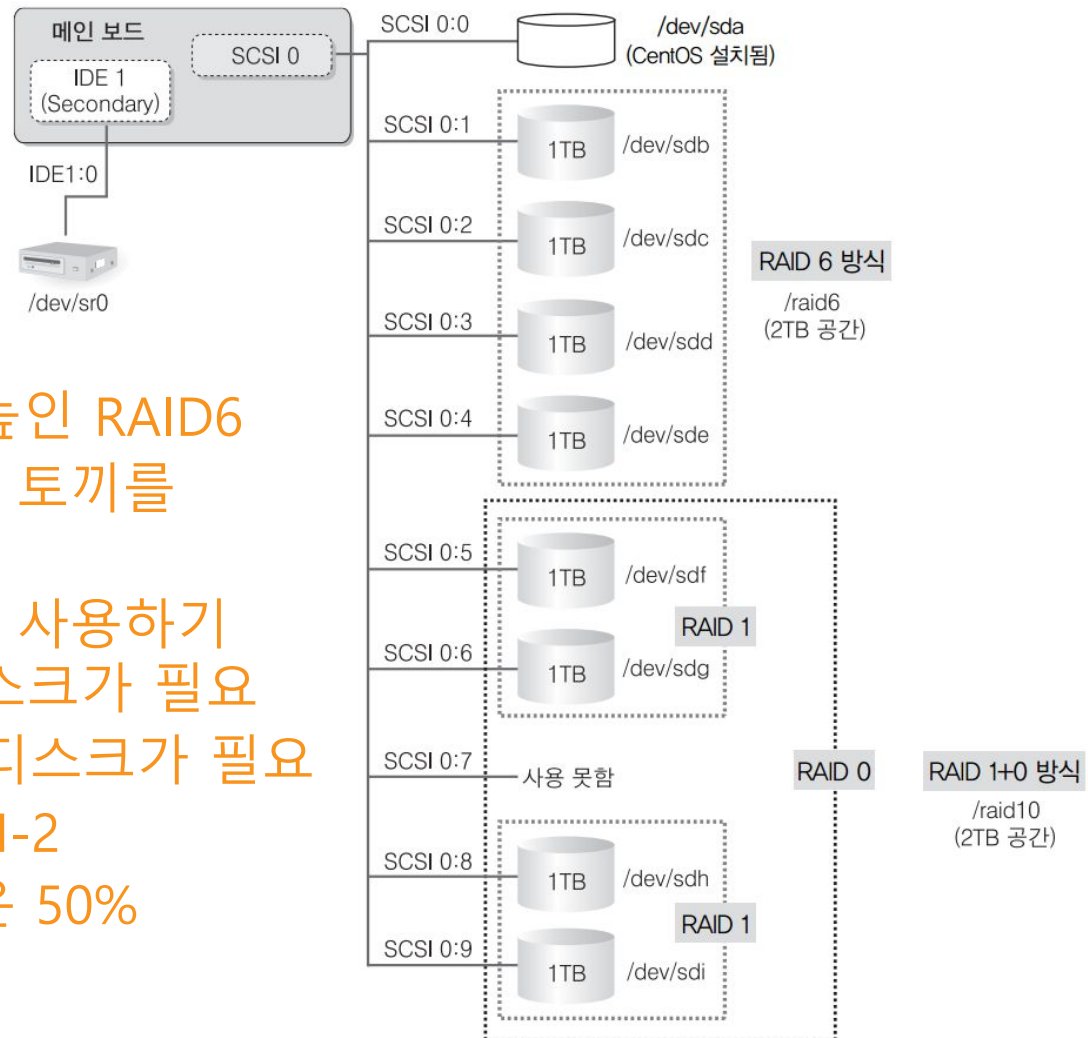 메인 보드
SCSI 0
IDE 1
(Secondary)
IDE1:0
/dev/sr0
SCSI 0:0
/dev/sda
(CentOS 설치됨)
SCSI 0:1
1TB
/dev/sdb
SCSI 0:2
1TB
/dev/sdc
SCSI 0:3
1TB
/dev/sdd
SCSI 0:4
1TB
/dev/sde
RAID 6 방식
/raid6
(2TB 공간)
SCSI 0:5
1TB
/dev/sdf
RAID 1
SCSI 0:6
1TB
/dev/sdg
SCSI 0:7
사용 못함
RAID 0
RAID 1+0 방식
/raid10
(2TB 공간)
SCSI 0:8
1TB
/dev/sdh
RAID 1
SCSI 0:9
1TB
/dev/sdi
높인 RAID6
토끼를
사용하기
스크가 필요
디스크가 필요
-2
은 50%